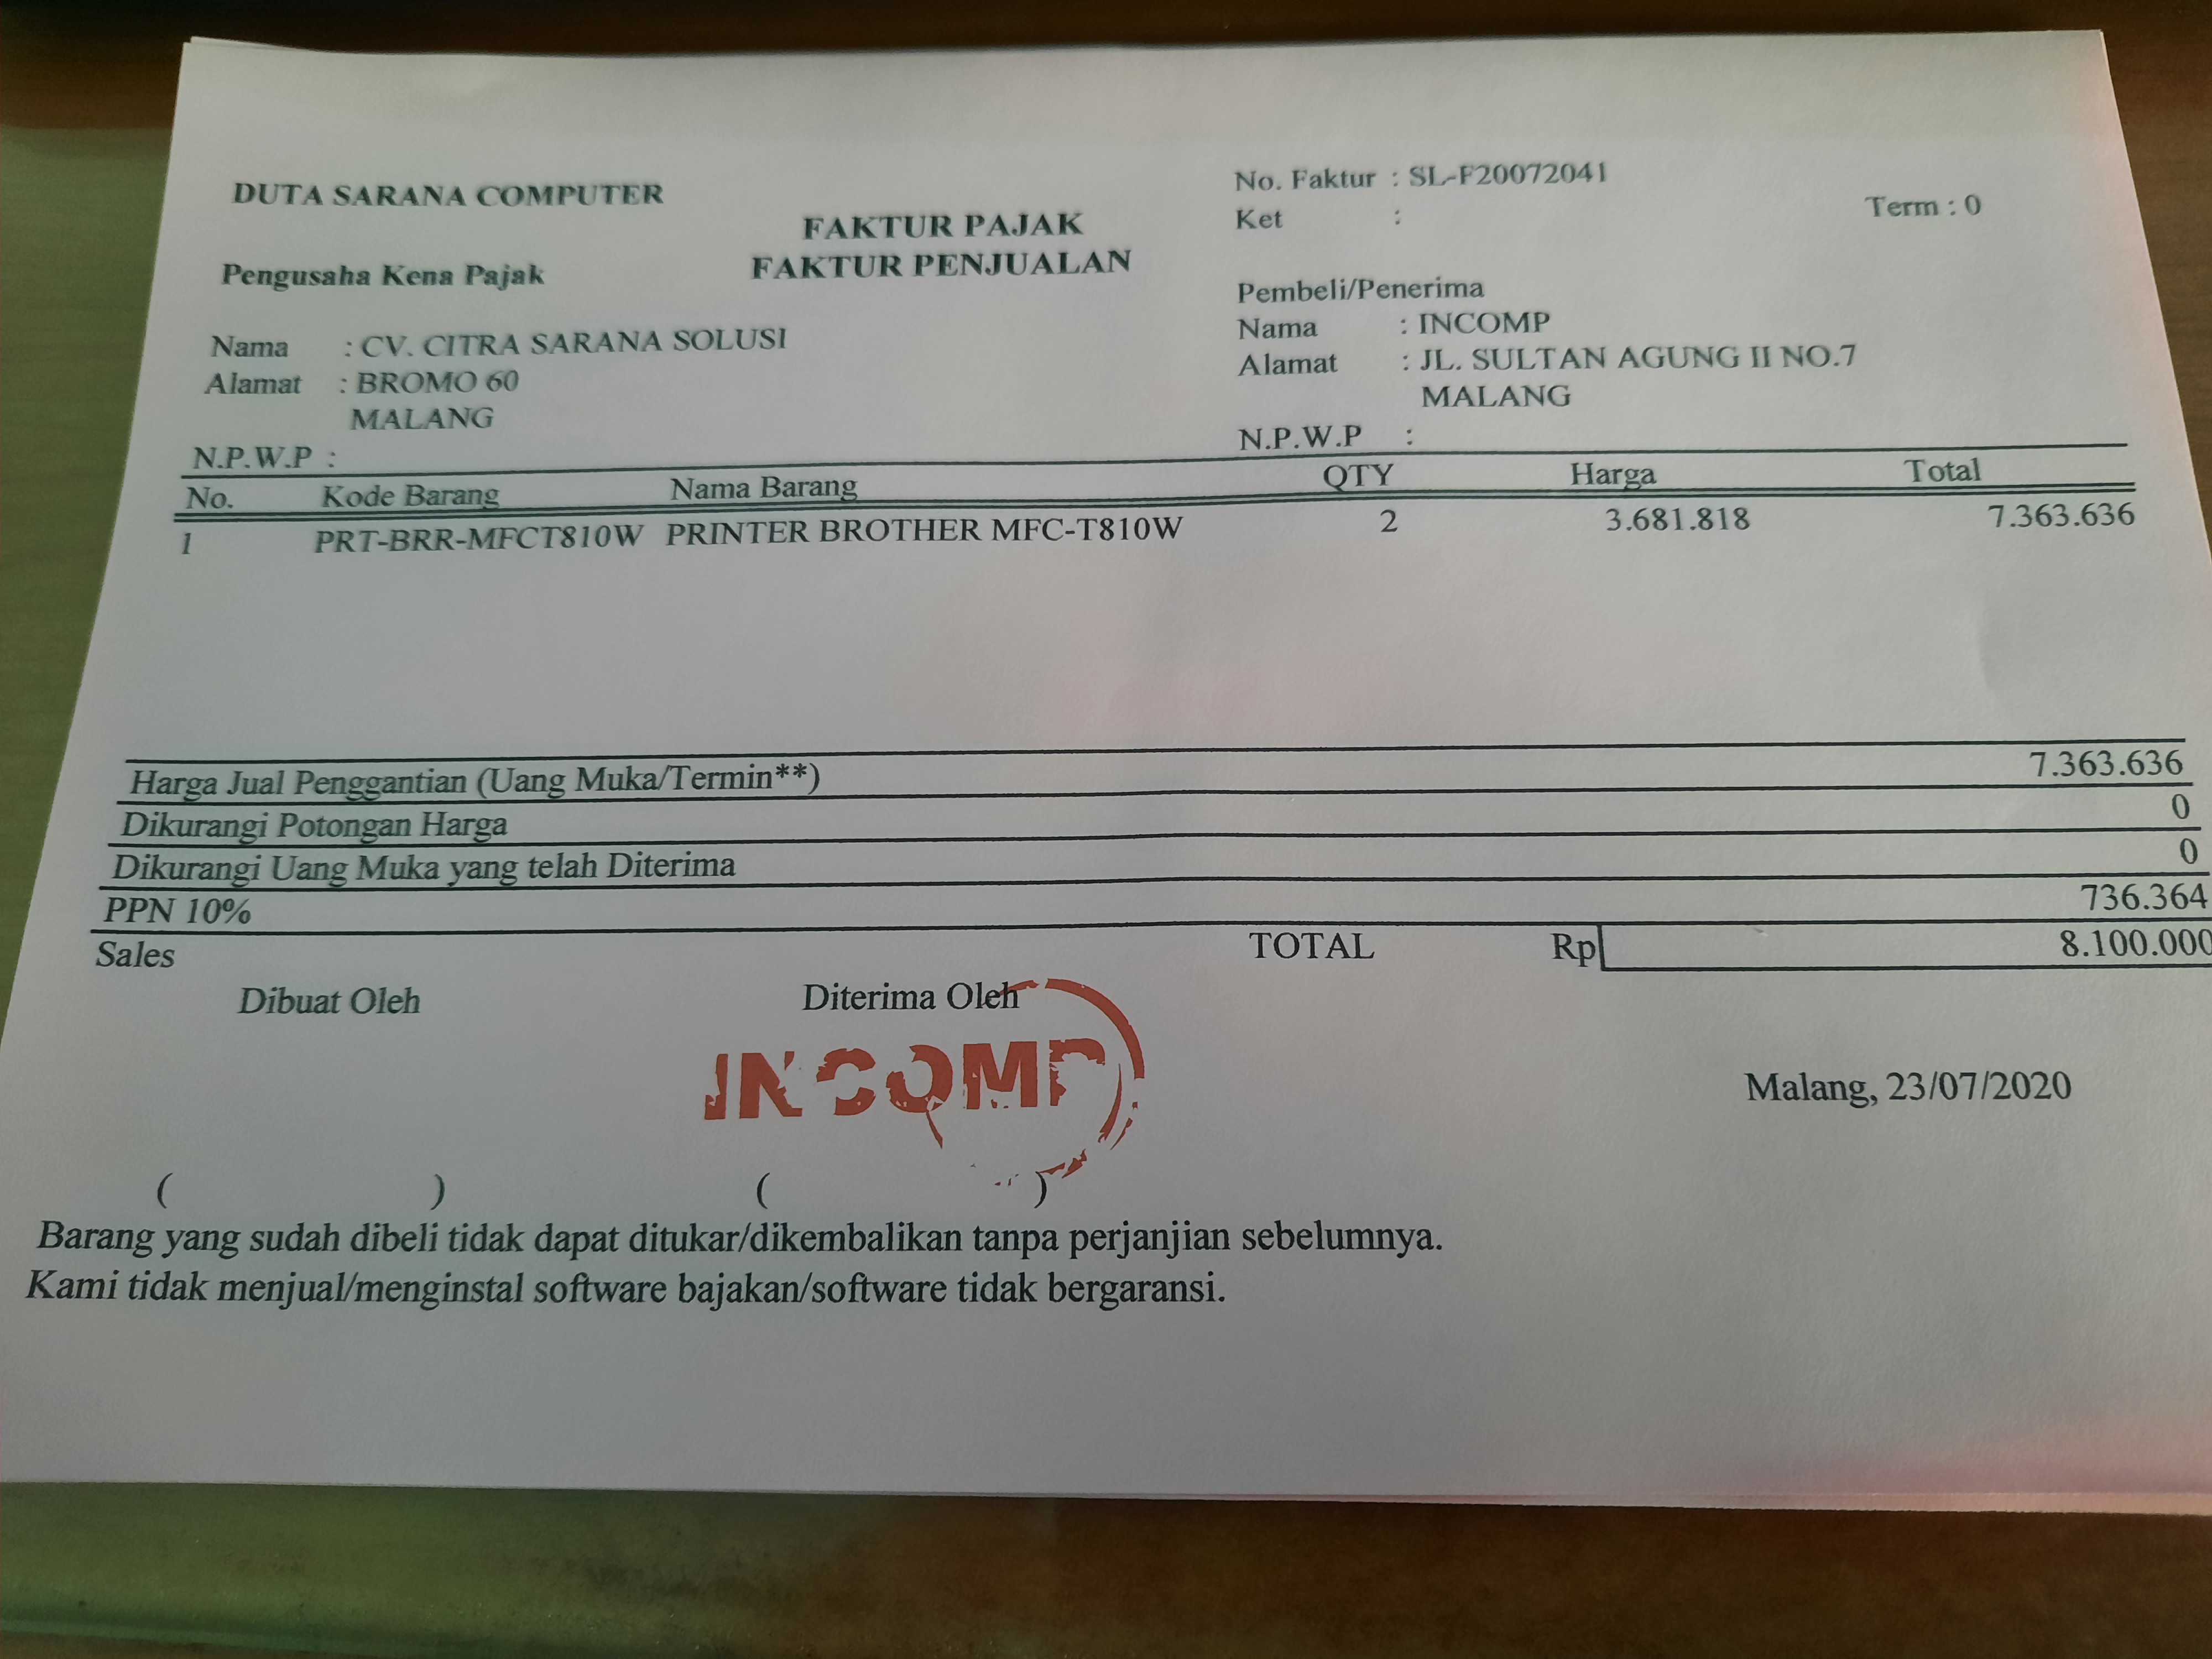 DUTA SARANA COMPUTER
FAKTUR PAJAK
FAKTUR PENJUALAN
No. Faktur : SL-F20072041
Ket :
Term : 0
Pengusaha Kena Pajak
Nama : CV. CITRA SARANA SOLUSI
Alamat : BROMO 60
MALANG
N.P.W.P :
Pembeli/Penerima
Nama : INCOMP
Alamat : JL. SULTAN AGUNG II NO.7
MALANG
N.P.W.P :
No. Kode Barang Nama Barang QTY Harga Total
1 PRT-BRR-MFCT810W PRINTER BROTHER MFC-T810W 2 3.681.818 7.363.636
Harga Jual Penggantian (Uang Muka/Termin**) 7.363.636
Dikurangi Potongan Harga 0
Dikurangi Uang Muka yang telah Diterima 0
PPN 10% 736.364
Sales TOTAL Rp 8.100.000
Dibuat Oleh Diterima Oleh
INCOMP
Malang, 23/07/2020
( ) ( )
Barang yang sudah dibeli tidak dapat ditukar/dikembalikan tanpa perjanjian sebelumnya.
Kami tidak menjual/menginstal software bajakan/software tidak bergaransi.